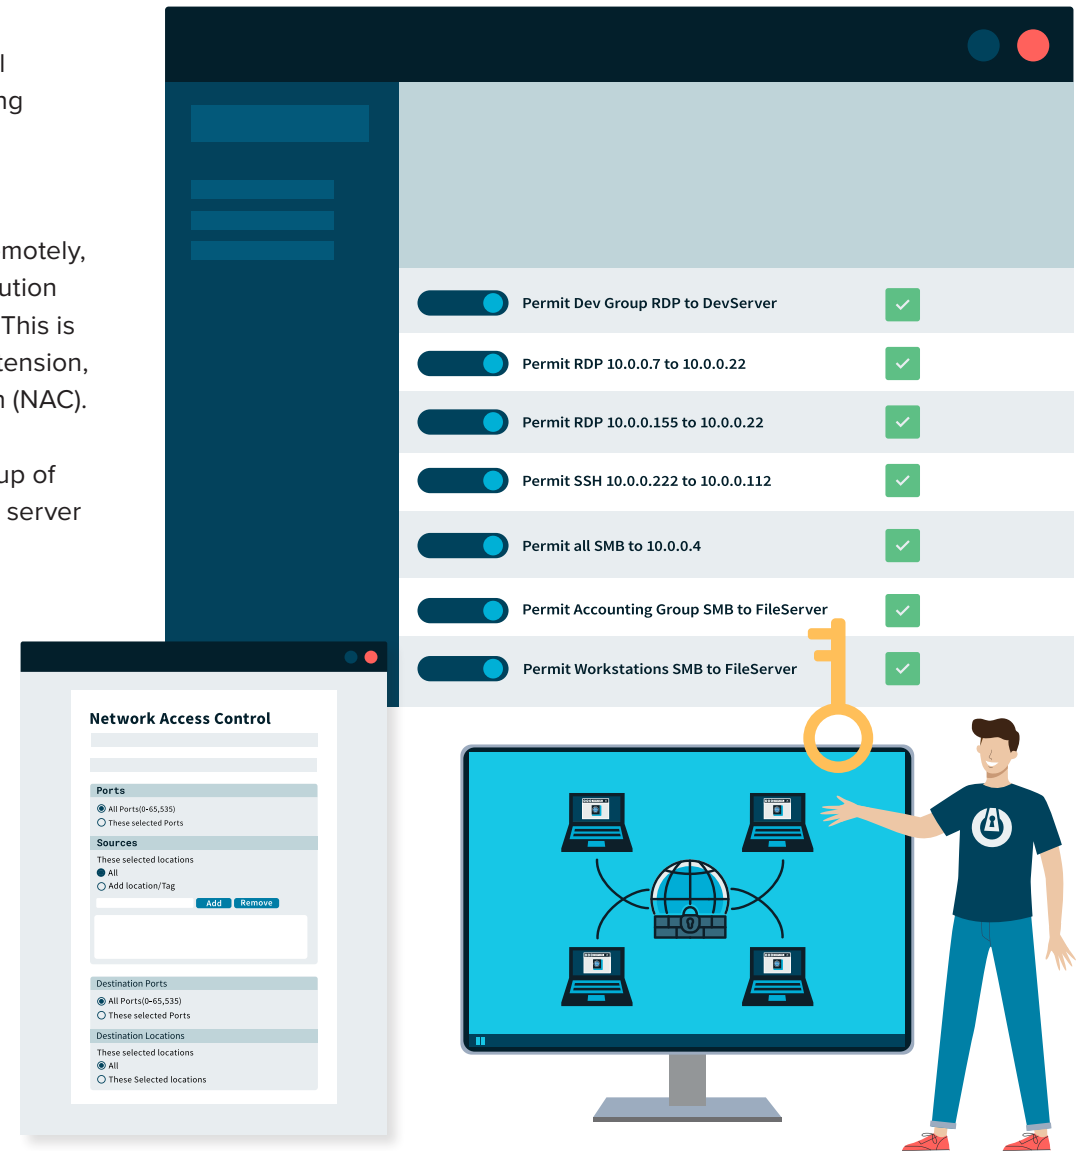 motely,
ution
This is
tension,
(NAC).
up of
server
Permit Dev Group RDP to DevServer
Permit RDP 10.0.0.7 to 10.0.0.22
Permit RDP 10.0.0.155 to 10.0.0.22
Permit SSH 10.0.0.222 to 10.0.0.112
Permit all SMB to 10.0.0.4
Permit Accounting Group SMB to FileServer
Permit Workstations SMB to FileServer
Network Access Control
Ports
All Ports(0-65,535)
These selected Ports
Sources
These selected locations
All
Add location/Tag
Add Remove
Destination Ports
All Ports(0-65,535)
These selected Ports
Destination Locations
These selected locations
All
These Selected locations